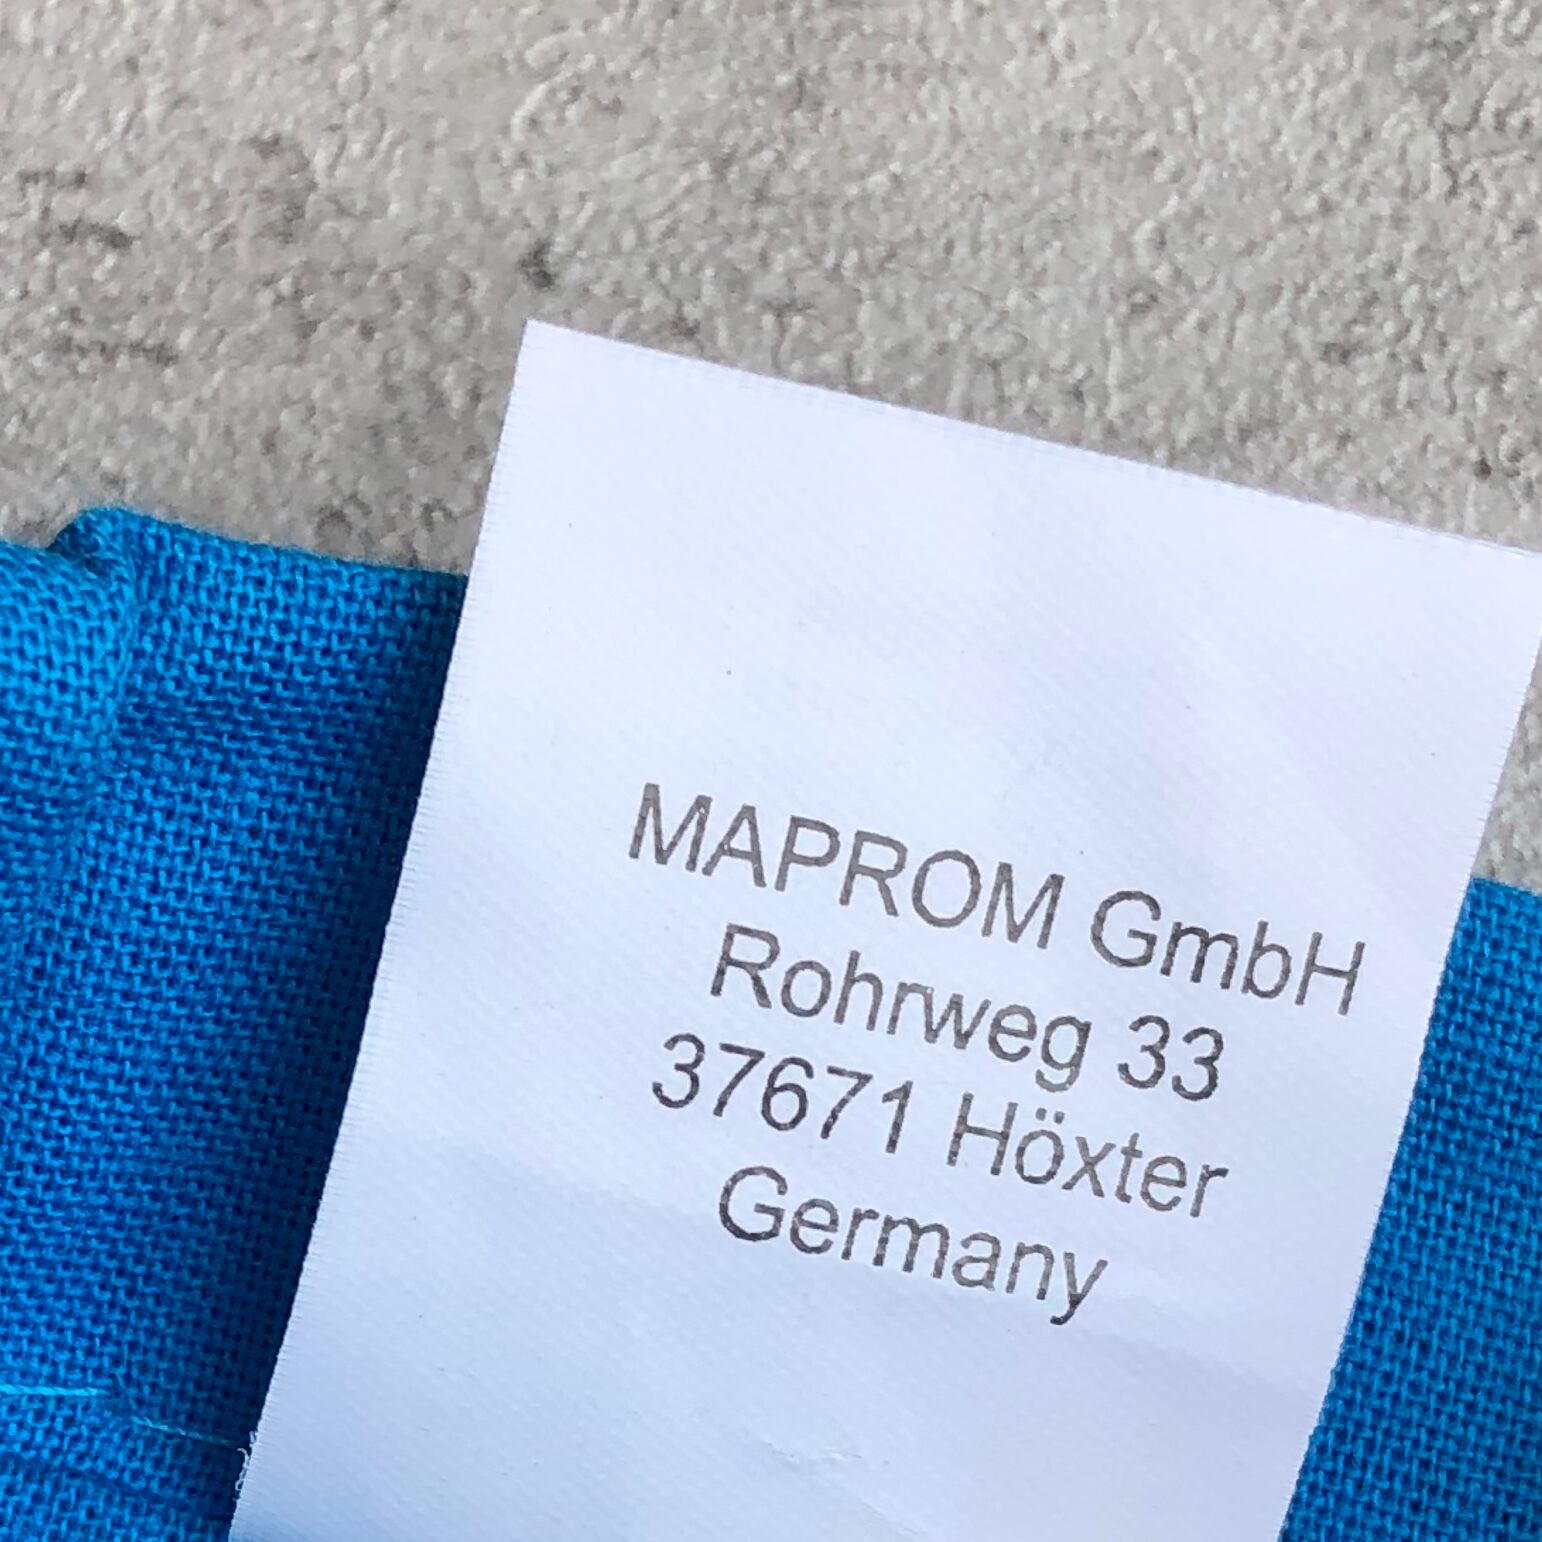 MAPROM GmbH
Rohrweg 33
37671 Höxter
Germany